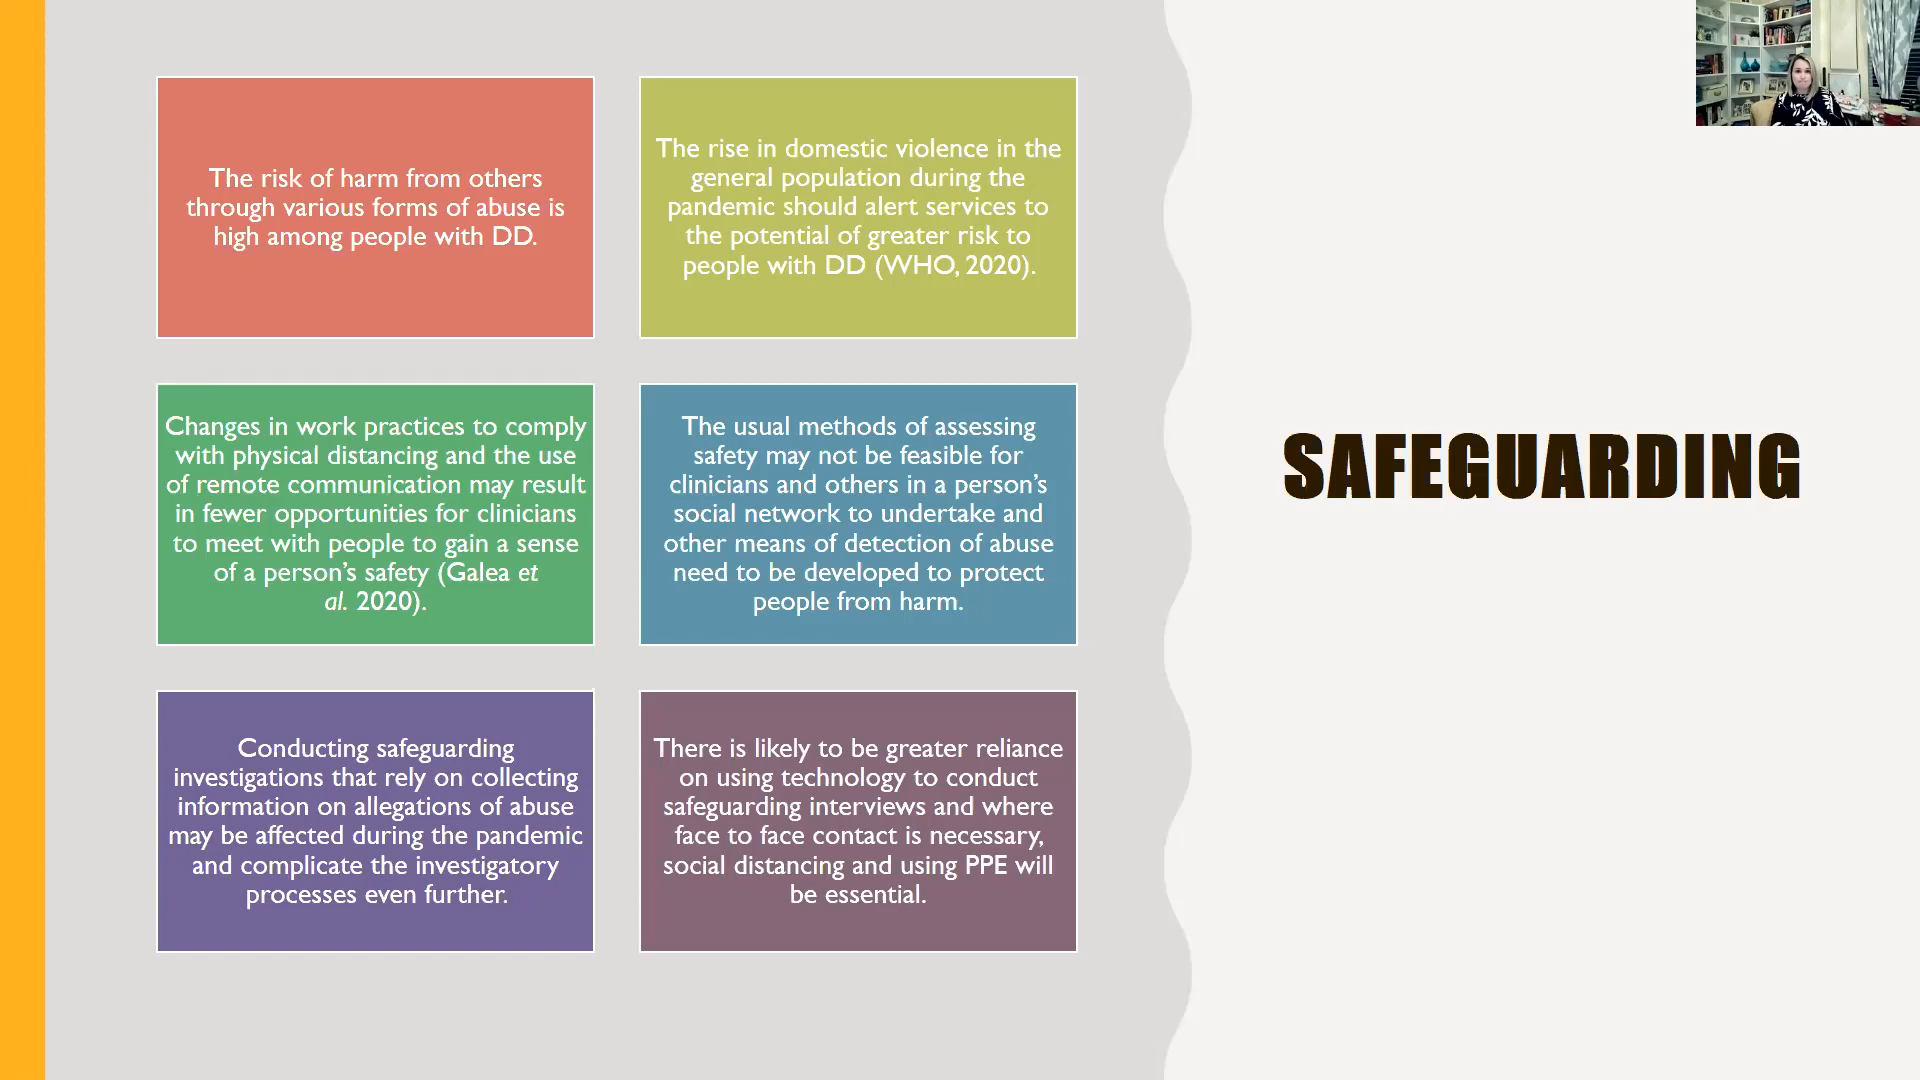 The risk of harm from others
through various forms of abuse is
high among people with DD.
The rise in domestic violence in the
general population during the
pandemic should alert services to
the potential of greater risk to
people with DD (WHO, 2020).
Changes in work practices to comply
with physical distancing and the use
of remote communication may result
in fewer opportunities for clinicians
to meet with people to gain a sense
of a person’s safety (Galea et
al. 2020).
The usual methods of assessing
safety may not be feasible for
clinicians and others in a person’s
social network to undertake and
other means of detection of abuse
need to be developed to protect
people from harm.
Conducting safeguarding
investigations that rely on collecting
information on allegations of abuse
may be affected during the pandemic
and complicate the investigatory
processes even further.
There is likely to be greater reliance
on using technology to conduct
safeguarding interviews and where
face to face contact is necessary,
social distancing and using PPE will
be essential.
SAFEGUARDING